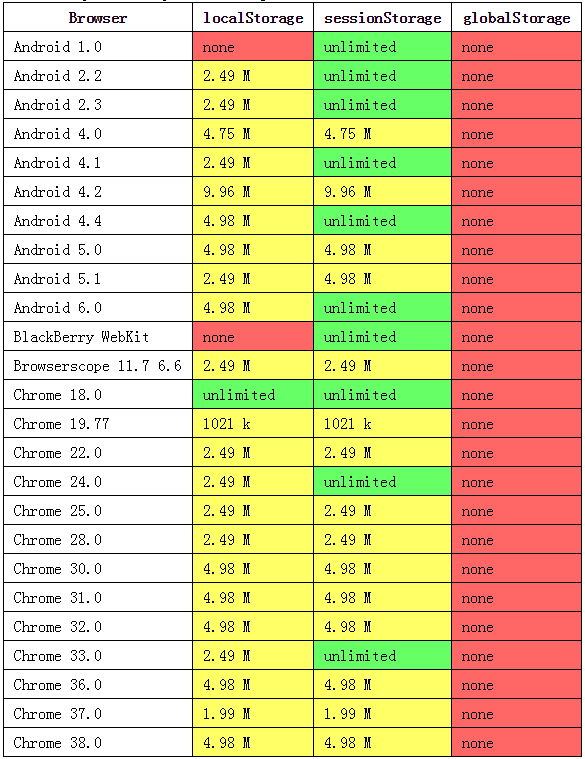 Browser localStorage sessionStorage globalStorage
Android 1.0 none unlimited none
Android 2.2 2.49 M unlimited none
Android 2.3 2.49 M unlimited none
Android 4.0 4.75 M 4.75 M none
Android 4.1 2.49 M unlimited none
Android 4.2 9.96 M 9.96 M none
Android 4.4 4.98 M unlimited none
Android 5.0 4.98 M 4.98 M none
Android 5.1 2.49 M 4.98 M none
Android 6.0 4.98 M unlimited none
BlackBerry WebKit none unlimited none
Browserscope 11.7 6.6 2.49 M 2.49 M none
Chrome 18.0 unlimited unlimited none
Chrome 19.77 1021 k 1021 k none
Chrome 22.0 2.49 M 2.49 M none
Chrome 24.0 2.49 M unlimited none
Chrome 25.0 2.49 M 2.49 M none
Chrome 28.0 2.49 M 2.49 M none
Chrome 30.0 4.98 M 4.98 M none
Chrome 31.0 4.98 M 4.98 M none
Chrome 32.0 4.98 M 4.98 M none
Chrome 33.0 2.49 M unlimited none
Chrome 36.0 4.98 M 4.98 M none
Chrome 37.0 1.99 M 1.99 M none
Chrome 38.0 4.98 M 4.98 M none